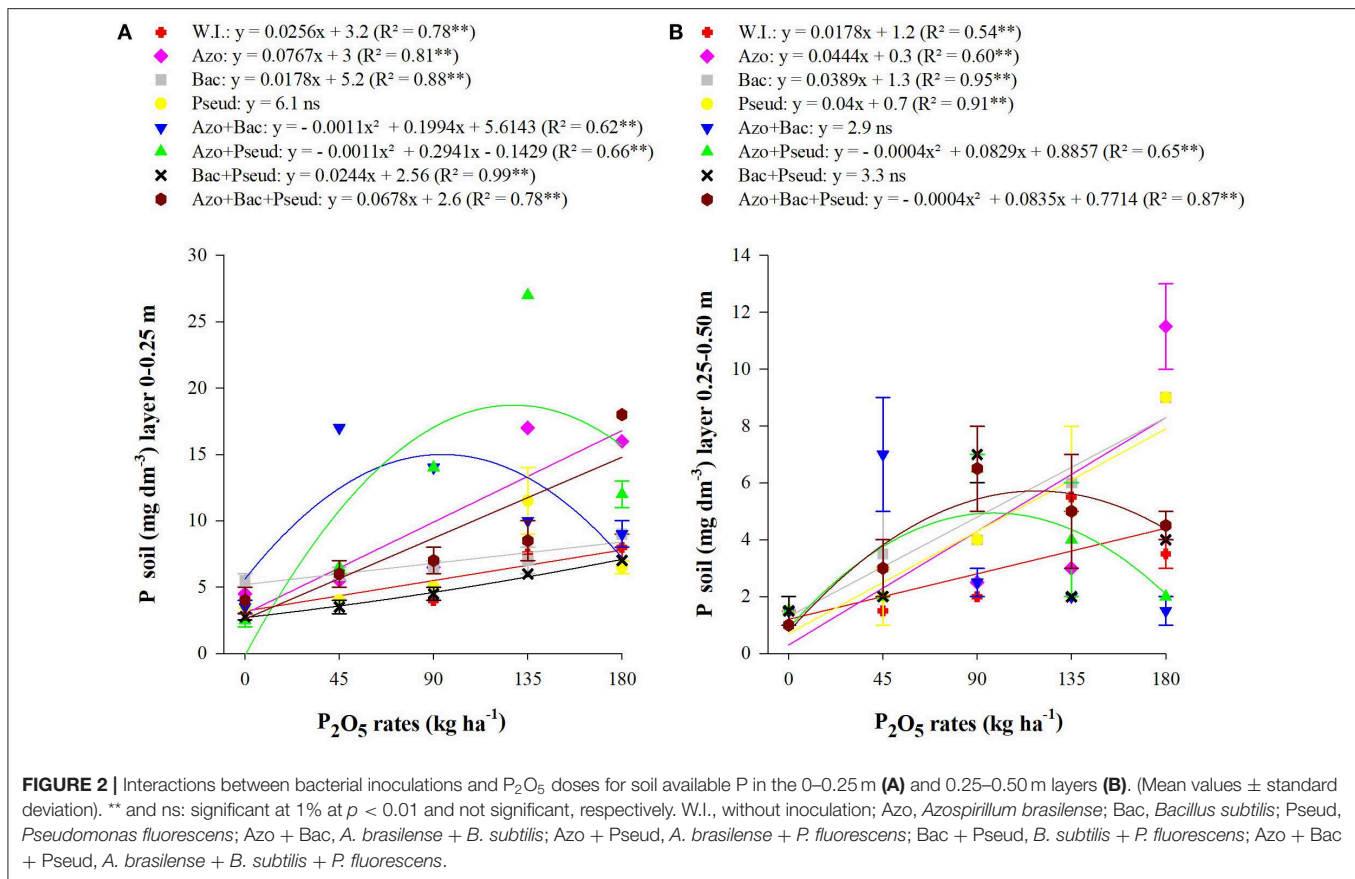 A
W.I.: y = 0.0256x + 3.2 (R² = 0.78**)
Azo: y = 0.0767x + 3 (R² = 0.81**)
Bac: y = 0.0178x + 5.2 (R² = 0.88**)
Pseud: y = 6.1 ns
Azo+Bac: y = - 0.0011x² + 0.1994x + 5.6143 (R² = 0.62**)
Azo+Pseud: y = - 0.0011x² + 0.2941x - 0.1429 (R² = 0.66**)
Bac+Pseud: y = 0.0244x + 2.56 (R² = 0.99**)
Azo+Bac+Pseud: y = 0.0678x + 2.6 (R² = 0.78**)
30
25
20
15
10
5
0
P soil (mg dm⁻³) layer 0-0.25 m
0 45 90 135 180
P₂O₅ rates (kg ha⁻¹)
B
W.I.: y = 0.0178x + 1.2 (R² = 0.54**)
Azo: y = 0.0444x + 0.3 (R² = 0.60**)
Bac: y = 0.0389x + 1.3 (R² = 0.95**)
Pseud: y = 0.04x + 0.7 (R² = 0.91**)
Azo+Bac: y = 2.9 ns
Azo+Pseud: y = - 0.0004x² + 0.0829x + 0.8857 (R² = 0.65**)
Bac+Pseud: y = 3.3 ns
Azo+Bac+Pseud: y = - 0.0004x² + 0.0835x + 0.7714 (R² = 0.87**)
14
12
10
8
6
4
2
0
P soil (mg dm⁻³) layer 0.25-0.50 m
0 45 90 135 180
P₂O₅ rates (kg ha⁻¹)
FIGURE 2 | Interactions between bacterial inoculations and P₂O₅ doses for soil available P in the 0–0.25 m (A) and 0.25–0.50 m layers (B). (Mean values ± standard
deviation). ** and ns: significant at 1% at p < 0.01 and not significant, respectively. W.I., without inoculation; Azo, Azospirillum brasilense; Bac, Bacillus subtilis; Pseud,
Pseudomonas fluorescens; Azo + Bac, A. brasilense + B. subtilis; Azo + Pseud, A. brasilense + P. fluorescens; Bac + Pseud, B. subtilis + P. fluorescens; Azo + Bac
+ Pseud, A. brasilense + B. subtilis + P. fluorescens.